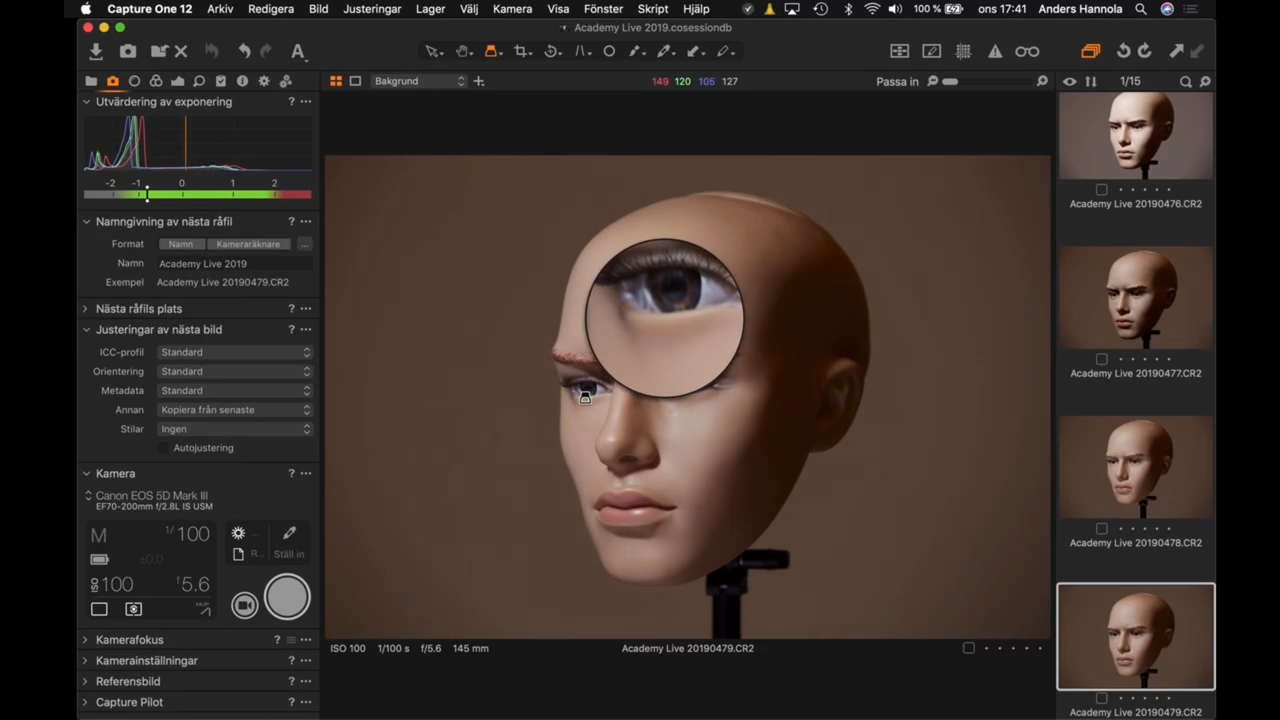 Capture One 12 Arkiv Redigera Bild Justeringar Lager Välj Kamera Visa Fönster Skript Hjälp 100 % ons 17:41 Anders Hannola
Academy Live 2019.cosessiondb
Bakgrund 149 120 105 127 Passa in 1/15
Utvärdering av exponering ? ...
-2 -1 0 1 2
Namngivning av nästa råfil ? ...
Format Namn Kameraräknare ...
Namn Academy Live 2019
Exempel Academy Live 20190479.CR2
Nästa råfils plats ? ...
Justeringar av nästa bild ? ...
ICC-profil Standard
Orientering Standard
Metadata Standard
Annan Kopiera från senaste
Stilar Ingen
Autojustering
Kamera ? ...
Canon EOS 5D Mark III
EF70-200mm f/2.8L IS USM
M 1/100
±0.0 R... Ställ in
ISO 100 f5.6
Kamerafokus ? ...
Kamerainställningar ? ...
Referensbild ? ...
Capture Pilot ? ...
ISO 100 1/100 s f/5.6 145 mm Academy Live 20190479.CR2
Academy Live 20190476.CR2
Academy Live 20190477.CR2
Academy Live 20190478.CR2
Academy Live 20190479.CR2